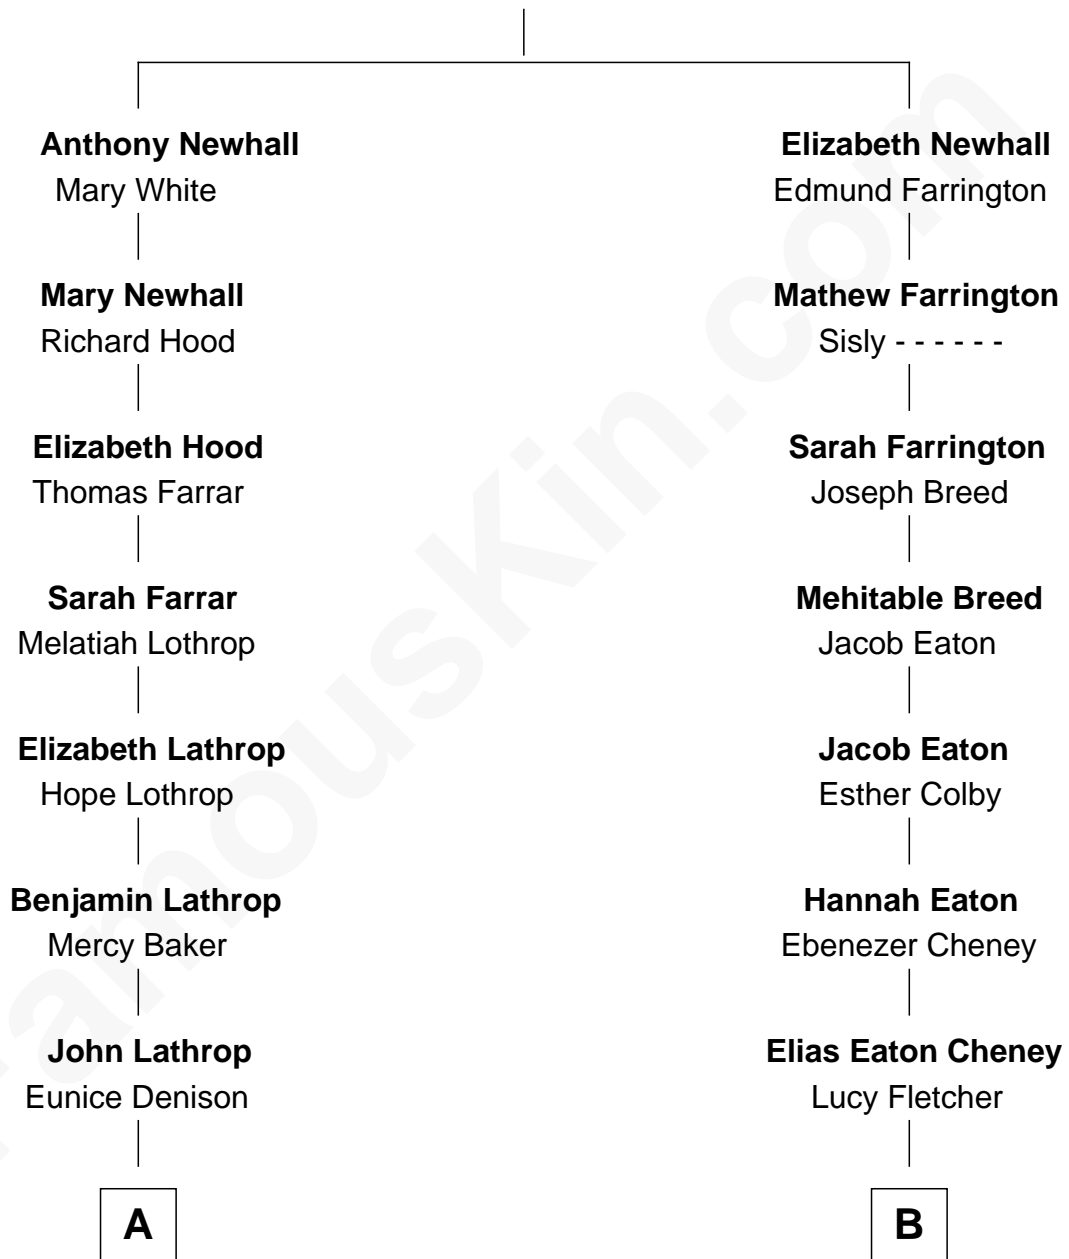 Anthony Newhall
Mary White
Mary Newhall
Richard Hood
Elizabeth Hood
Thomas Farrar
Sarah Farrar
Melatiah Lothrop
Elizabeth Lathrop
Hope Lothrop
Benjamin Lathrop
Mercy Baker
John Lathrop
Eunice Denison
A
Elizabeth Newhall
Edmund Farrington
Mathew Farrington
Sisly - - - - - -
Sarah Farrington
Joseph Breed
Mehitable Breed
Jacob Eaton
Jacob Eaton
Esther Colby
Hannah Eaton
Ebenezer Cheney
Elias Eaton Cheney
Lucy Fletcher
B
FamousKin.com